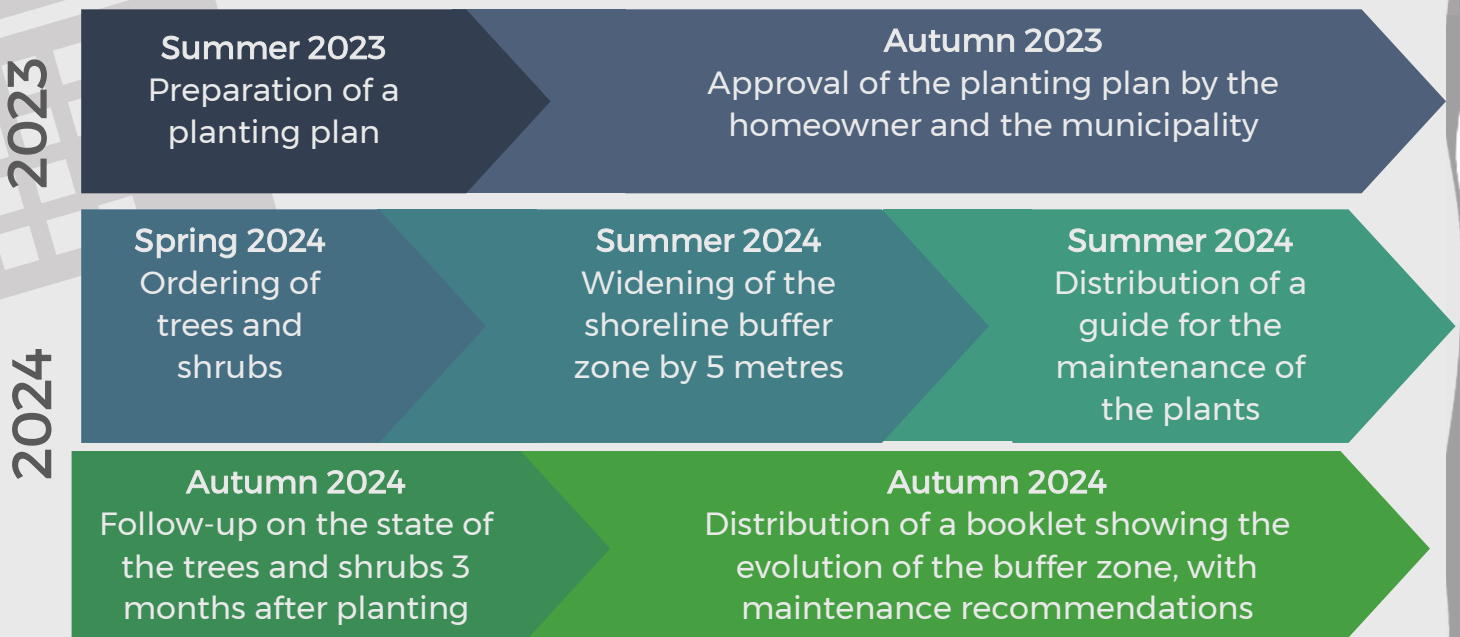 2023
Summer 2023
Preparation of a
planting plan
Autumn 2023
Approval of the planting plan by the
homeowner and the municipality
2024
Spring 2024
Ordering of
trees and
shrubs
Summer 2024
Widening of the
shoreline buffer
zone by 5 metres
Summer 2024
Distribution of a
guide for the
maintenance of
the plants
Autumn 2024
Follow-up on the state of
the trees and shrubs 3
months after planting
Autumn 2024
Distribution of a booklet showing the
evolution of the buffer zone, with
maintenance recommendations